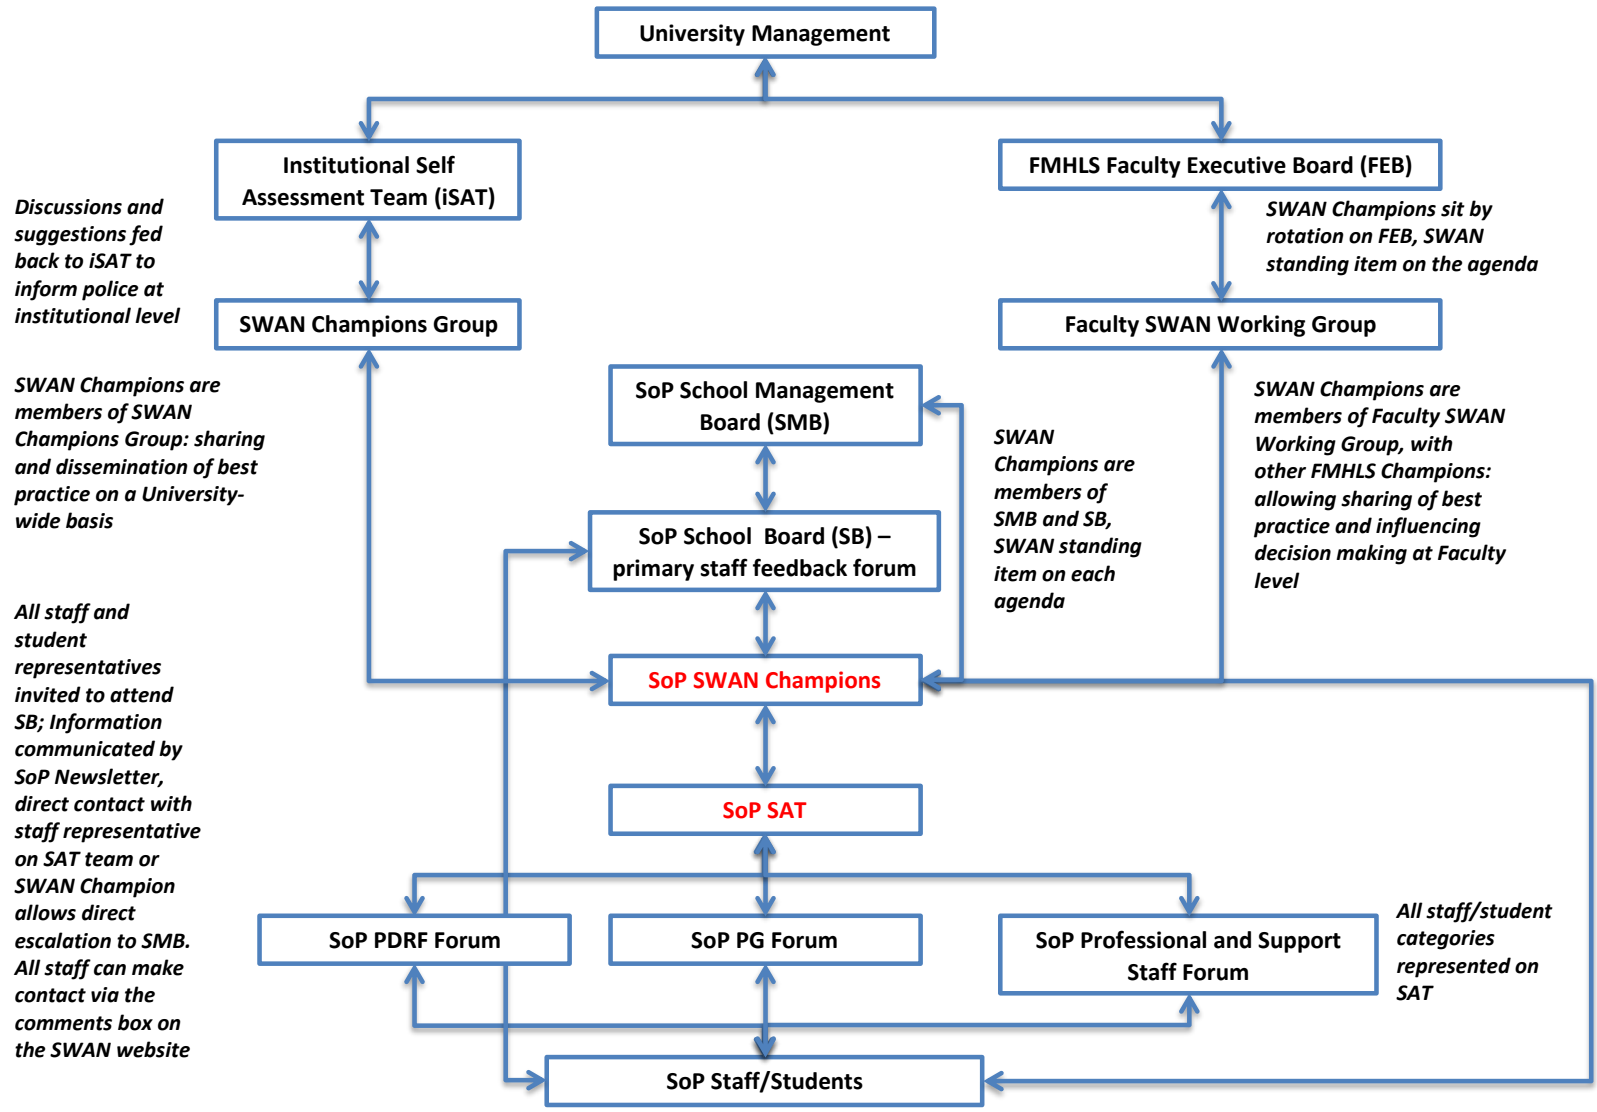 University Management
Institutional Self
Assessment Team (iSAT)
FMHLS Faculty Executive Board (FEB)
Discussions and
suggestions fed
back to iSAT to
inform police at
institutional level
SWAN Champions sit by
rotation on FEB, SWAN
standing item on the agenda
SWAN Champions Group
Faculty SWAN Working Group
SWAN Champions are
members of SWAN
Champions Group: sharing
and dissemination of best
practice on a University-
wide basis
SoP School Management
Board (SMB)
SWAN
Champions are
members of
SMB and SB,
SWAN standing
item on each
agenda
SWAN Champions are
members of Faculty SWAN
Working Group, with
other FMHLS Champions:
allowing sharing of best
practice and influencing
decision making at Faculty
level
SoP School  Board (SB) –
primary staff feedback forum
All staff and
student
representatives
invited to attend
SB; Information
communicated by
SoP Newsletter,
direct contact with
staff representative
on SAT team or
SWAN Champion
allows direct
escalation to SMB.
All staff can make
contact via the
comments box on
the SWAN website
SoP SWAN Champions
SoP SAT
SoP PDRF Forum
SoP PG Forum
SoP Professional and Support
Staff Forum
All staff/student
categories
represented on
SAT
SoP Staff/Students